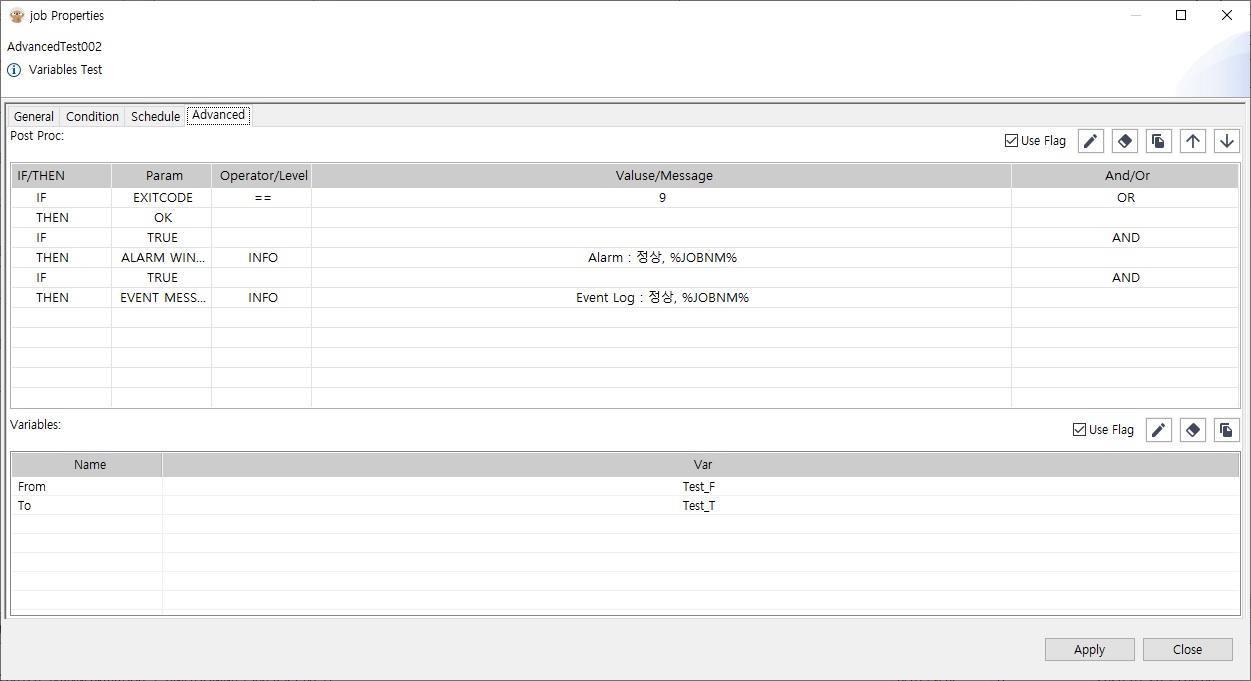 job Properties
AdvancedTest002
Variables Test
General Condition Schedule Advanced
Post Proc:
Use Flag
IF/THEN Param Operator/Level Valuse/Message And/Or
IF EXITCODE == 9 OR
THEN OK
IF TRUE AND
THEN ALARM WIN... INFO Alarm : 정상, %JOBNM%
IF TRUE AND
THEN EVENT MESS... INFO Event Log : 정상, %JOBNM%
Variables:
Use Flag
Name Var
From Test_F
To Test_T
Apply Close